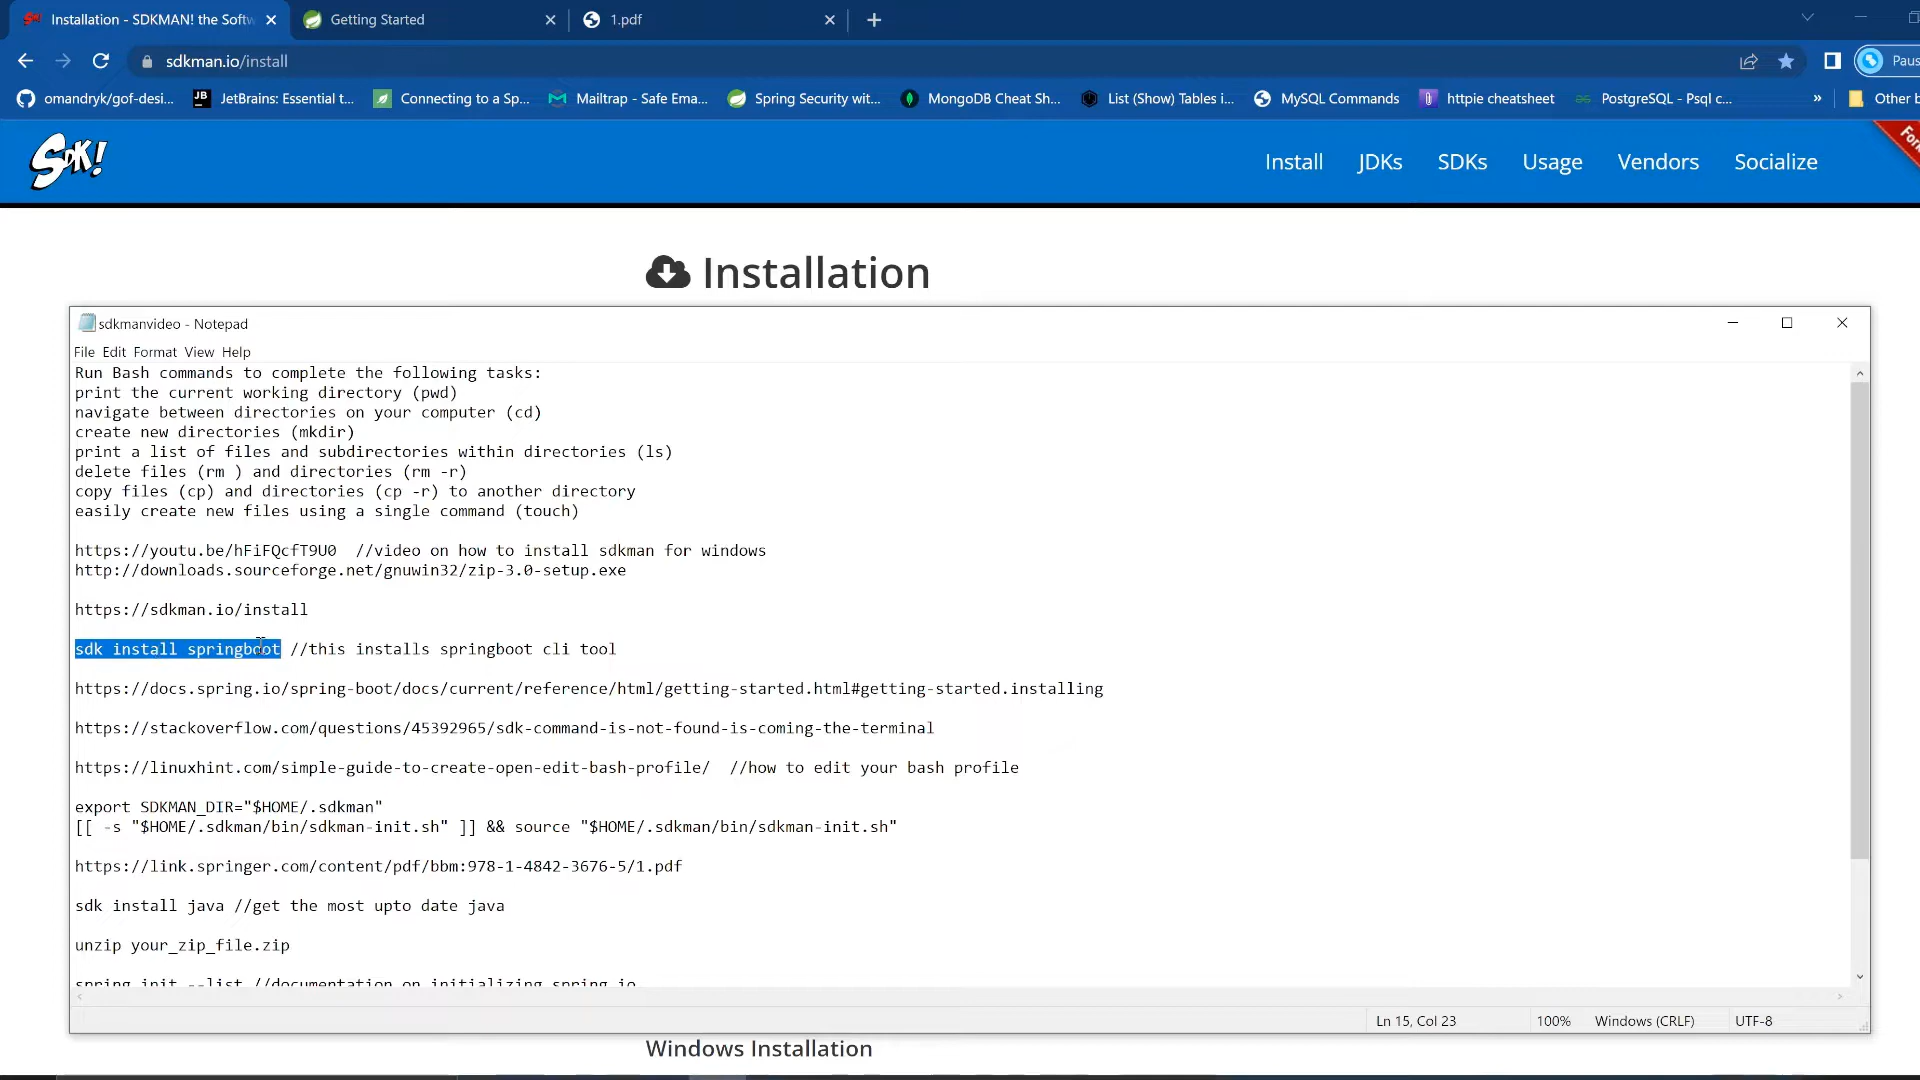 Installation - SDKMAN! the Softw
Getting Started
1.pdf
sdkman.io/install
Paus
omandryk/gof-desi...
JetBrains: Essential t...
Connecting to a Sp...
Mailtrap - Safe Ema...
Spring Security wit...
MongoDB Cheat Sh...
List (Show) Tables i...
MySQL Commands
httpie cheatsheet
PostgreSQL - Psql c...
»
Other b
SDK!
Install
JDKs
SDKs
Usage
Vendors
Socialize
Fork
Installation
sdkmanvideo - Notepad
File Edit Format View Help
Run Bash commands to complete the following tasks:
print the current working directory (pwd)
navigate between directories on your computer (cd)
create new directories (mkdir)
print a list of files and subdirectories within directories (ls)
delete files (rm ) and directories (rm -r)
copy files (cp) and directories (cp -r) to another directory
easily create new files using a single command (touch)
https://youtu.be/hFiFQcfT9U0  //video on how to install sdkman for windows
http://downloads.sourceforge.net/gnuwin32/zip-3.0-setup.exe
https://sdkman.io/install
sdk install springboot //this installs springboot cli tool
https://docs.spring.io/spring-boot/docs/current/reference/html/getting-started.html#getting-started.installing
https://stackoverflow.com/questions/45392965/sdk-command-is-not-found-is-coming-the-terminal
https://linuxhint.com/simple-guide-to-create-open-edit-bash-profile/  //how to edit your bash profile
export SDKMAN_DIR="$HOME/.sdkman"
[[ -s "$HOME/.sdkman/bin/sdkman-init.sh" ]] && source "$HOME/.sdkman/bin/sdkman-init.sh"
https://link.springer.com/content/pdf/bbm:978-1-4842-3676-5/1.pdf
sdk install java //get the most upto date java
unzip your_zip_file.zip
spring init --list //documentation on initializing spring io
Ln 15, Col 23
100%
Windows (CRLF)
UTF-8
Windows Installation